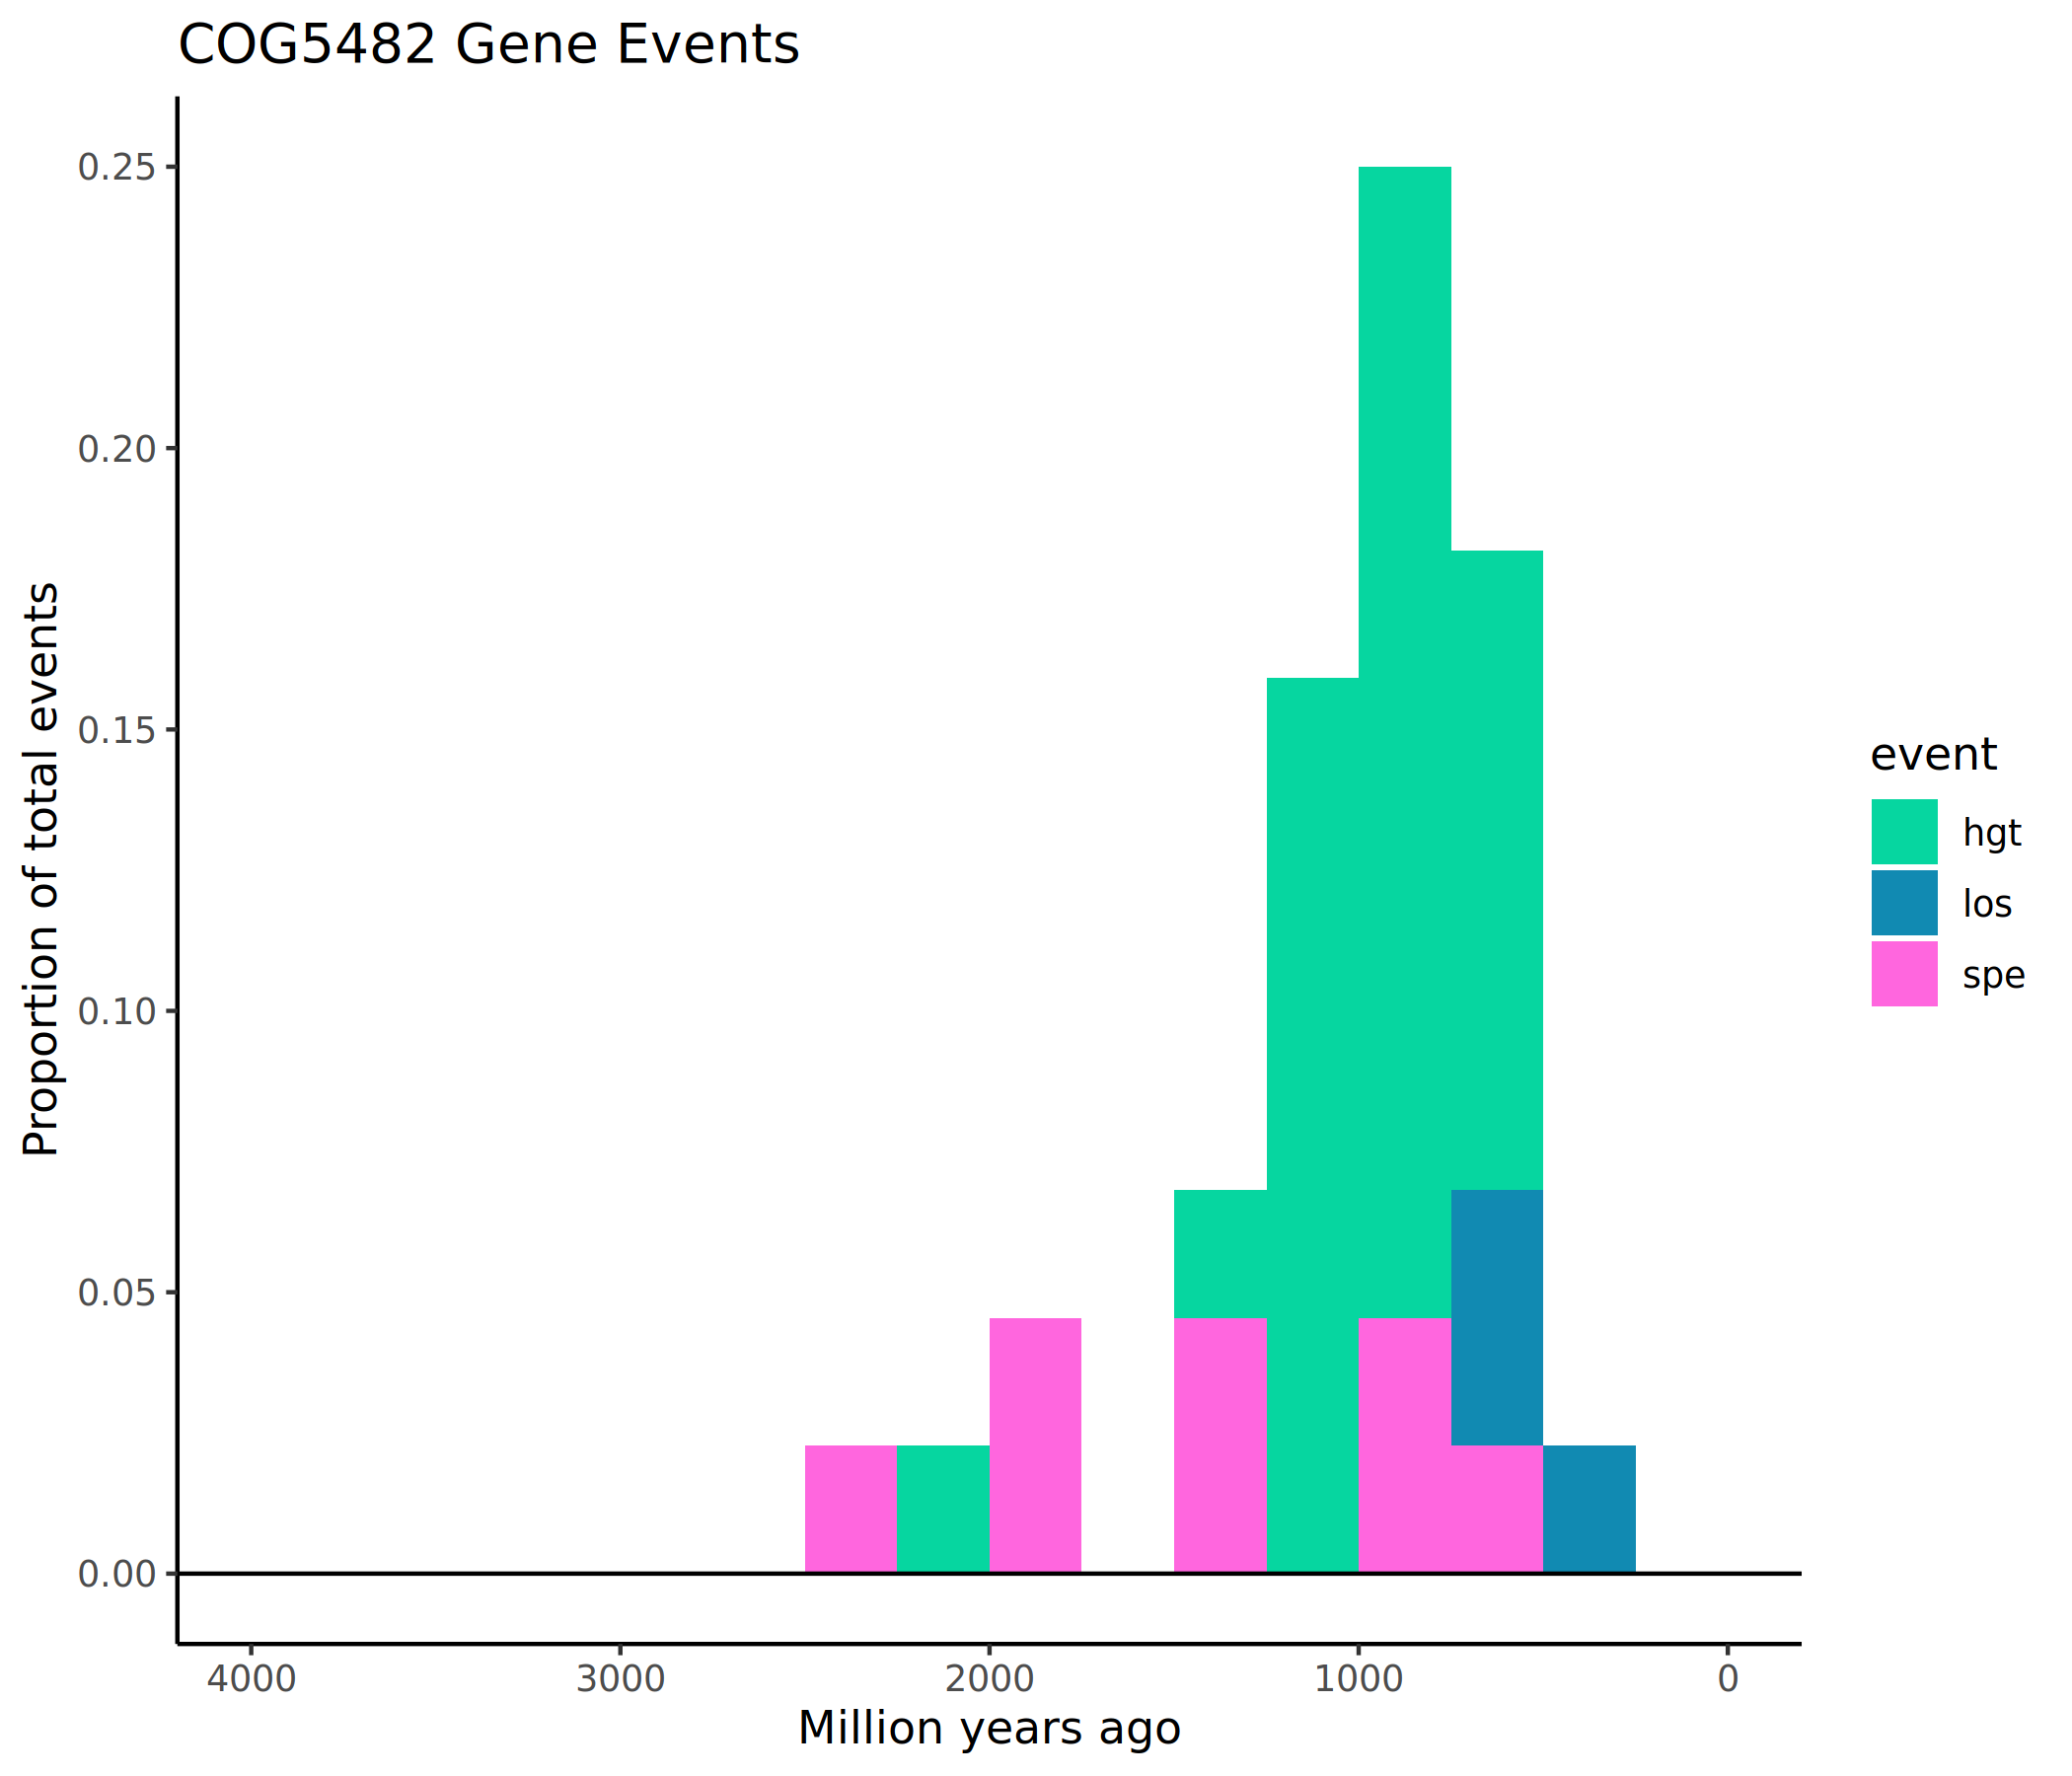 COG5482 Gene Events
Proportion of total events
0.25
0.20
0.15
0.10
0.05
0.00
4000 3000 2000 1000 0
Million years ago
event
hgt
los
spe